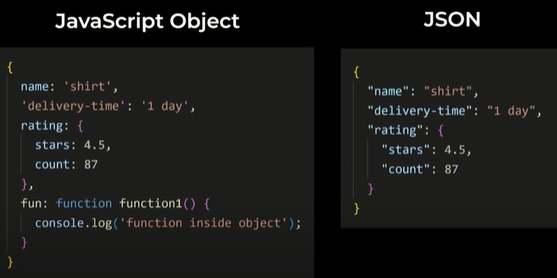 JavaScript Object
{
  name: 'shirt',
  'delivery-time': '1 day',
  rating: {
    stars: 4.5,
    count: 87
  },
  fun: function function1() {
    console.log('function inside object');
  }
}
JSON
{
  "name": "shirt",
  "delivery-time": "1 day",
  "rating": {
    "stars": 4.5,
    "count": 87
  }
}